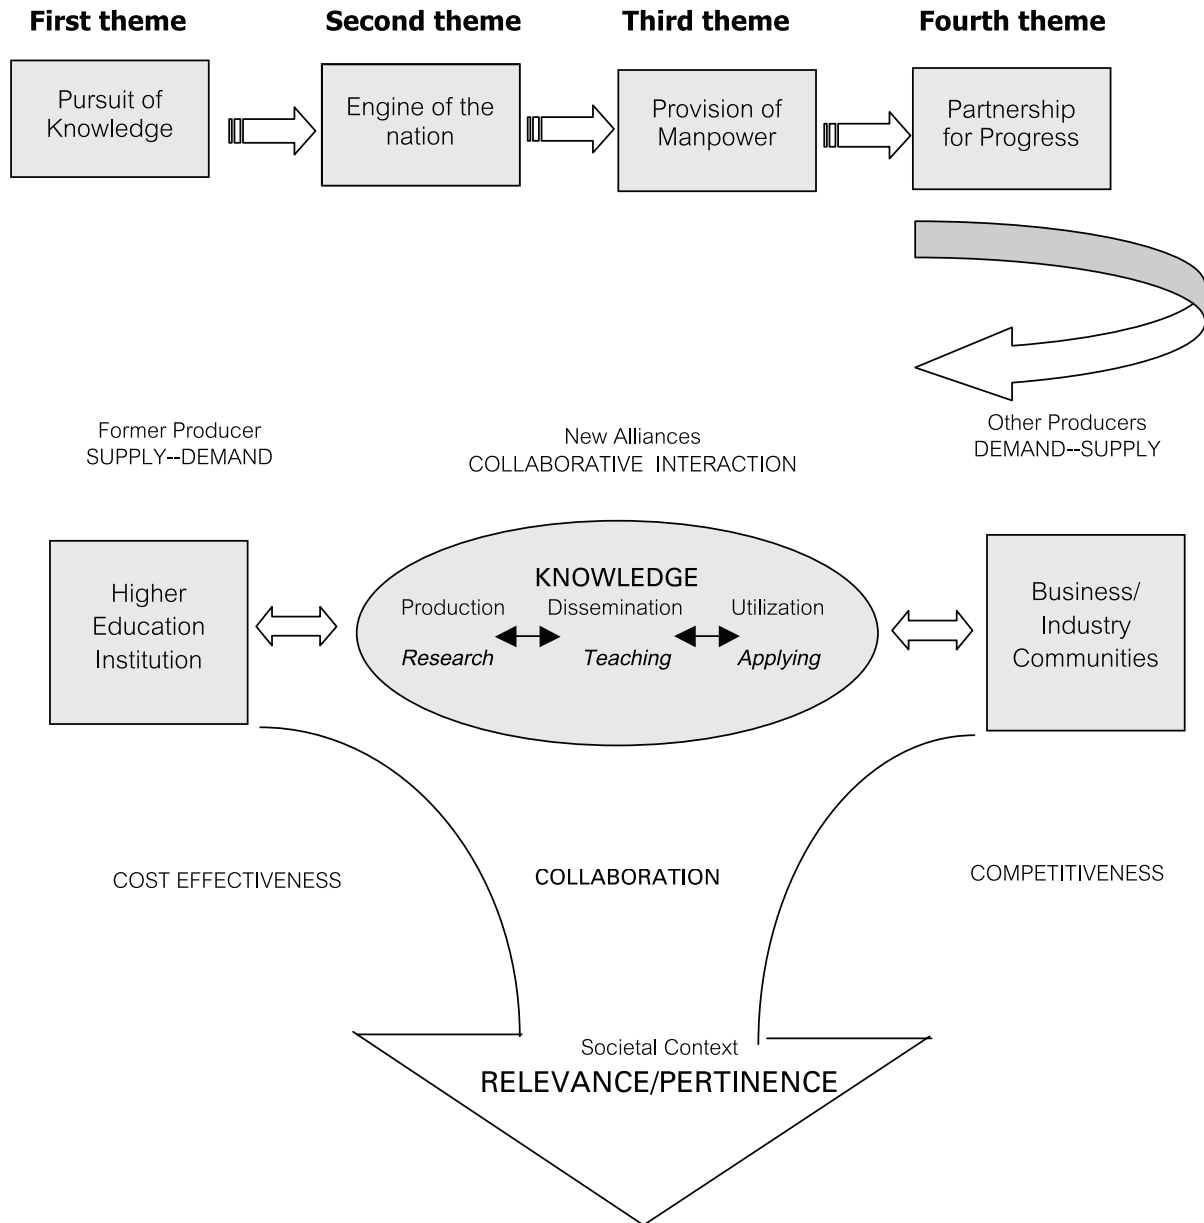 First theme
Second theme
Third theme
Fourth theme
Pursuit of
Knowledge
Engine of the
nation
Provision of
Manpower
Partnership
for Progress
Former Producer
SUPPLY--DEMAND
New Alliances
COLLABORATIVE INTERACTION
Other Producers
DEMAND--SUPPLY
Higher
Education
Institution
KNOWLEDGE
Production
Dissemination
Utilization
Research
Teaching
Applying
Business/
Industry
Communities
COST EFFECTIVENESS
COLLABORATION
COMPETITIVENESS
Societal Context
RELEVANCE/PERTINENCE